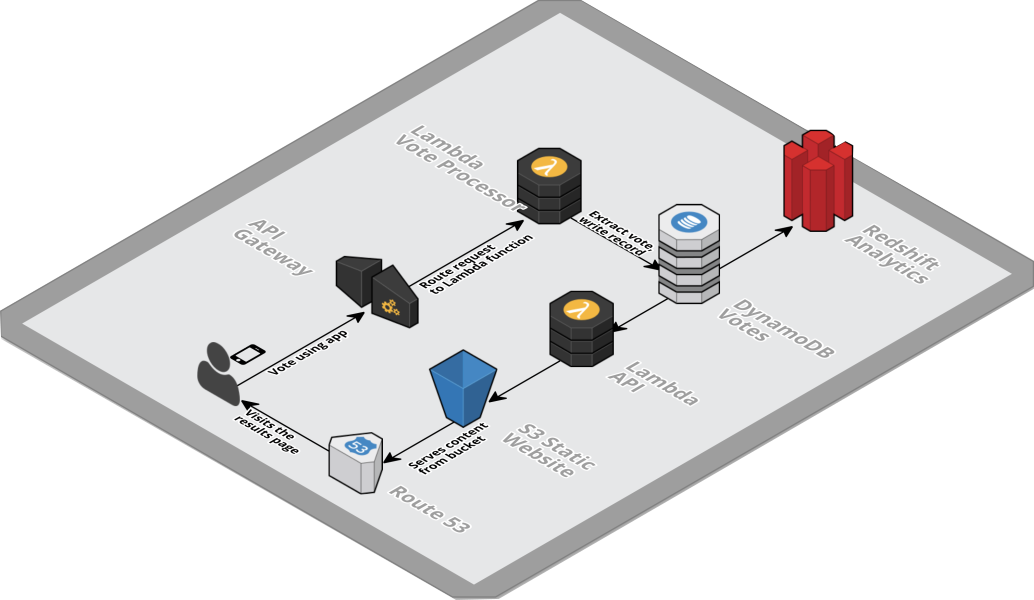 Lambda
Vote Processor
λ
Extract vote,
write record
Redshift
Analytics
API
Gateway
Route request
to Lambda function
DynamoDB
Votes
λ
Lambda
API
Vote using app
S3 Static
Website
Visits the
results page
53
Serves content
from bucket
Route 53